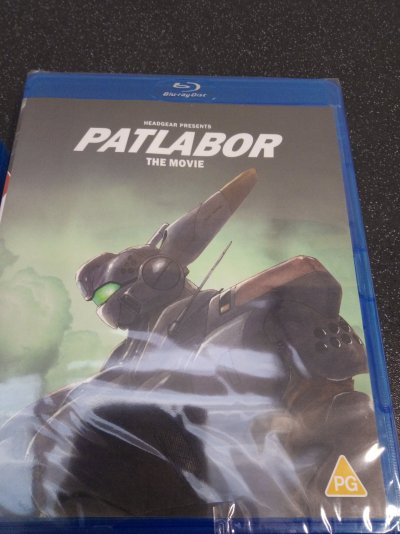 Blu-ray Disc
HEADGEAR PRESENTS
PATLABOR
THE MOVIE
PG